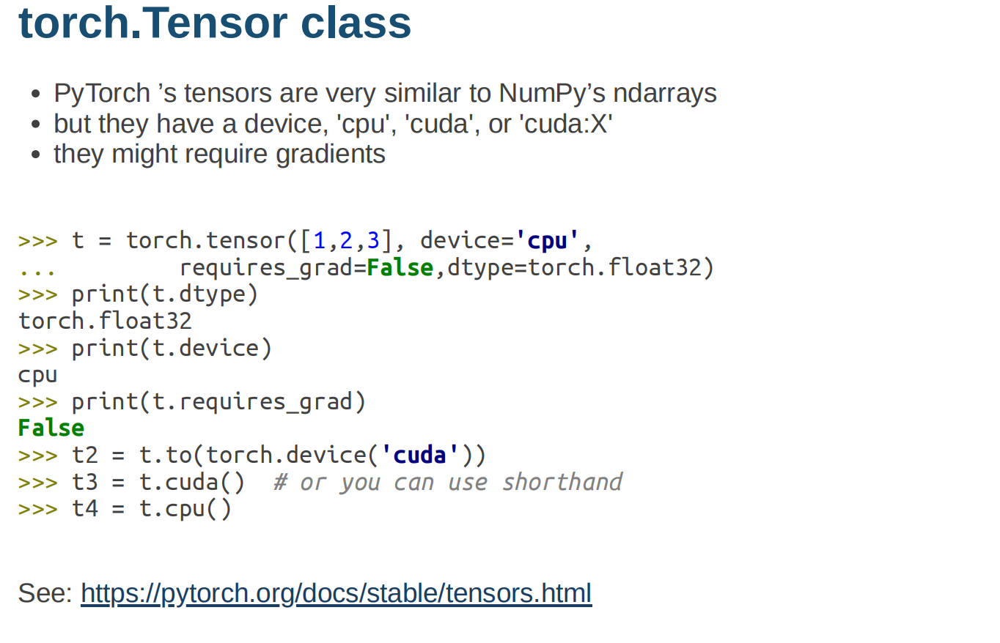 torch.Tensor class
• PyTorch ’s tensors are very similar to NumPy’s ndarrays
• but they have a device, 'cpu', 'cuda', or 'cuda:X'
• they might require gradients
>>> t = torch.tensor([1,2,3], device='cpu',
...         requires_grad=False,dtype=torch.float32)
>>> print(t.dtype)
torch.float32
>>> print(t.device)
cpu
>>> print(t.requires_grad)
False
>>> t2 = t.to(torch.device('cuda'))
>>> t3 = t.cuda()  # or you can use shorthand
>>> t4 = t.cpu()
See: https://pytorch.org/docs/stable/tensors.html